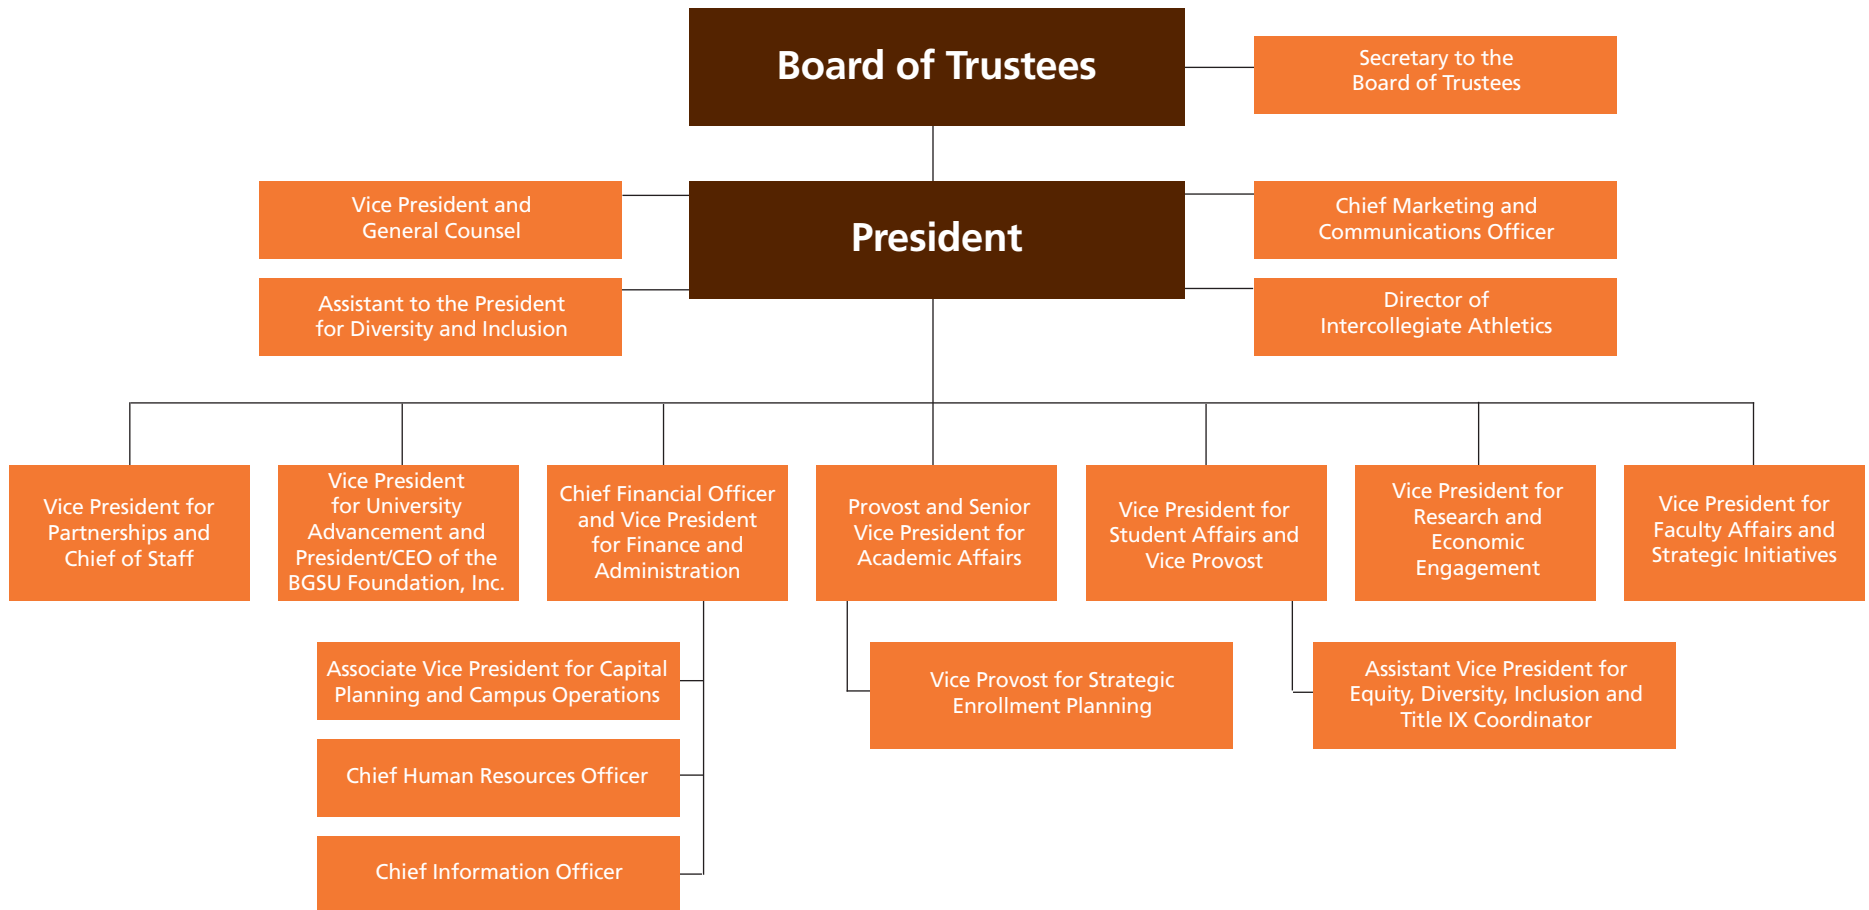 Board of Trustees
Secretary to the
Board of Trustees
Vice President and
General Counsel
President
Chief Marketing and
Communications Officer
Assistant to the President
for Diversity and Inclusion
Director of
Intercollegiate Athletics
Vice President for
Partnerships and
Chief of Staff
Vice President
for University
Advancement and
President/CEO of the
BGSU Foundation, Inc.
Chief Financial Officer
and Vice President
for Finance and
Administration
Provost and Senior
Vice President for
Academic Affairs
Vice President for
Student Affairs and
Vice Provost
Vice President for
Research and
Economic
Engagement
Vice President for
Faculty Affairs and
Strategic Initiatives
Associate Vice President for Capital
Planning and Campus Operations
Chief Human Resources Officer
Chief Information Officer
Vice Provost for Strategic
Enrollment Planning
Assistant Vice President for
Equity, Diversity, Inclusion and
Title IX Coordinator